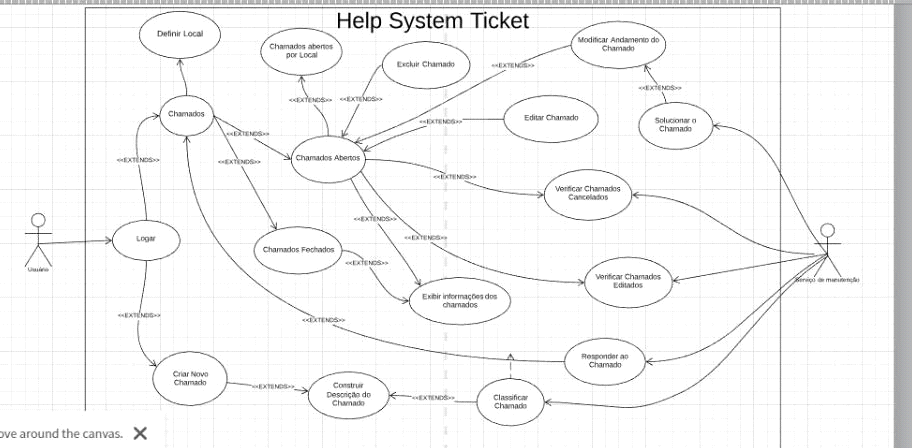 Help System Ticket
Definir Local
Chamados abertos
por Local
Excluir Chamado
Modificar Andamento do
Chamado
<<EXTENDS>>
<<EXTENDS>>
<<EXTENDS>>
<<EXTENDS>>
Chamados
Editar Chamado
Solucionar o
Chamado
<<EXTENDS>>
<<EXTENDS>>
<<EXTENDS>>
<<EXTENDS>>
<<EXTENDS>>
Chamados Abertos
<<EXTENDS>>
Verificar Chamados
Cancelados
<<EXTENDS>>
<<EXTENDS>>
Logar
Chamados Fechados
<<EXTENDS>>
Usuário
Verificar Chamados
Editados
Serviço de manutenção
Exibir informações dos
chamados
<<EXTENDS>>
<<EXTENDS>>
Responder ao
Chamado
Criar Novo
Chamado
<<EXTENDS>>
Construir
Descrição do
Chamado
<<EXTENDS>>
Classificar
Chamado
ove around the canvas.